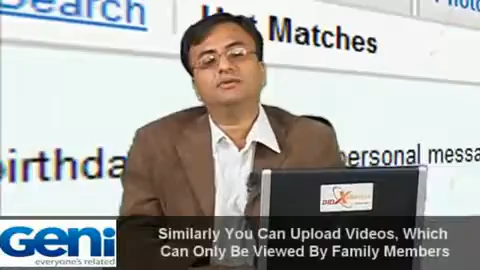 Search
Hot Matches
birthda
personal messa
Geni
everyone's related
Similarly You Can Upload Videos, Which
Can Only Be Viewed By Family Members